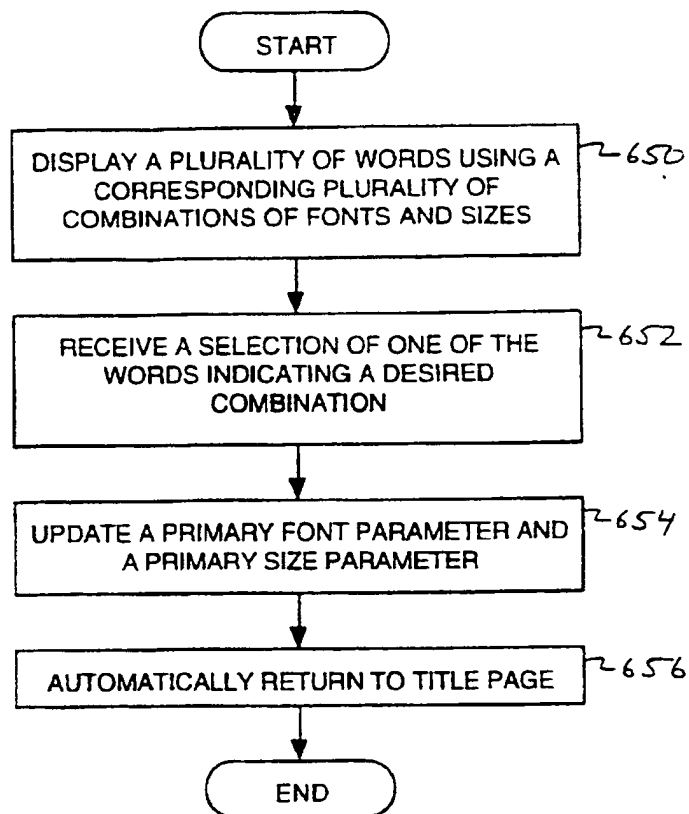 START
DISPLAY A PLURALITY OF WORDS USING A
CORRESPONDING PLURALITY OF
COMBINATIONS OF FONTS AND SIZES
650
RECEIVE A SELECTION OF ONE OF THE
WORDS INDICATING A DESIRED
COMBINATION
652
UPDATE A PRIMARY FONT PARAMETER AND
A PRIMARY SIZE PARAMETER
654
AUTOMATICALLY RETURN TO TITLE PAGE
656
END